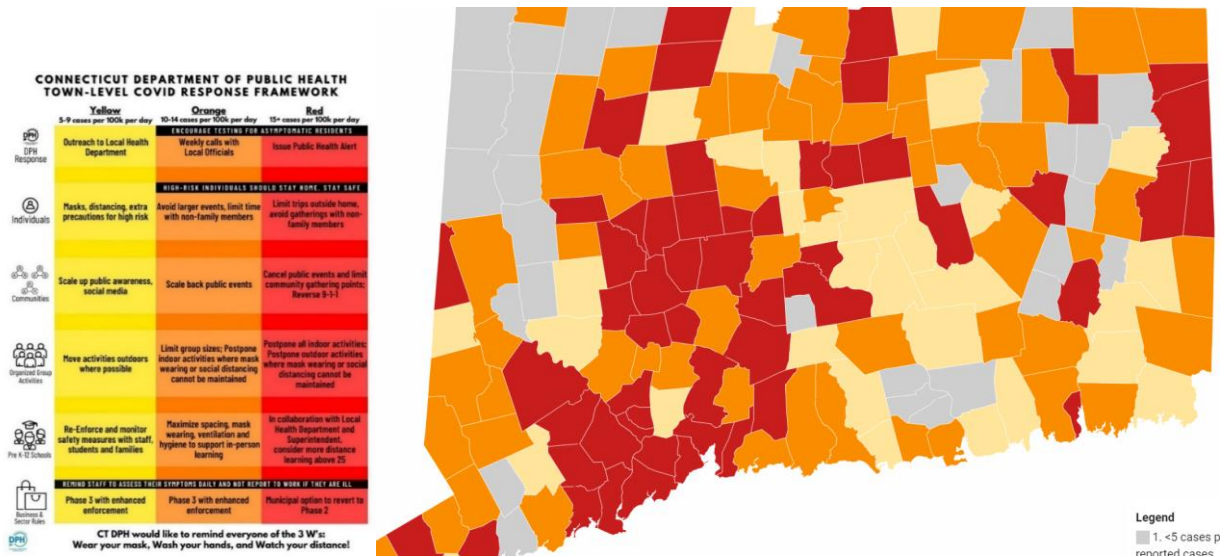 CONNECTICUT DEPARTMENT OF PUBLIC HEALTH
TOWN-LEVEL COVID RESPONSE FRAMEWORK
Yellow
5-9 cases per 100k per day
Orange
10-14 cases per 100k per day
Red
15+ cases per 100k per day
ENCOURAGE TESTING FOR ASYMPTOMATIC RESIDENTS
DPH
DPH
Response
Outreach to Local Health
Department
Weekly calls with
Local Officials
Issue Public Health Alert
HIGH-RISK INDIVIDUALS SHOULD STAY HOME, STAY SAFE
Individuals
Masks, distancing, extra
precautions for high risk
Avoid larger events, limit time
with non-family members
Limit trips outside home,
avoid gatherings with non-
family members
Communities
Scale up public awareness,
social media
Scale back public events
Cancel public events and limit
community gathering points;
Reverse 9-1-1
Organized Group
Activities
Move activities outdoors
where possible
Limit group sizes; Postpone
indoor activities where mask
wearing or social distancing
cannot be maintained
Postpone all indoor activities;
Postpone outdoor activities
where mask wearing or social
distancing cannot be
maintained
Pre K-12 Schools
Re-Enforce and monitor
safety measures with staff,
students and families
Maximize spacing, mask
wearing, ventilation and
hygiene to support in-person
learning
In collaboration with Local
Health Department and
Superintendent,
consider more distance
learning above 25
REMIND STAFF TO ASSESS THEIR SYMPTOMS DAILY AND NOT REPORT TO WORK IF THEY ARE ILL
Business &
Sector Rules
Phase 3 with enhanced
enforcement
Phase 3 with enhanced
enforcement
Municipal option to revert to
Phase 2
DPH
CT DPH would like to remind everyone of the 3 W's:
Wear your mask, Wash your hands, and Watch your distance!
Legend
1. <5 cases p
reported cases